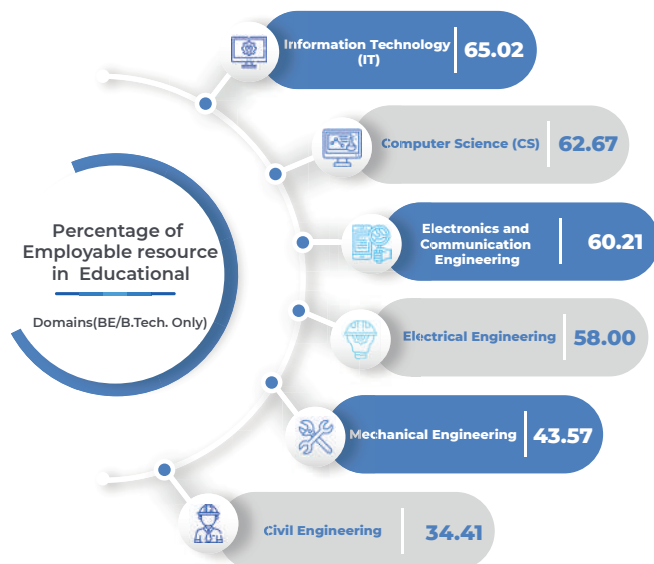 Percentage of
Employable resource
in Educational
Domains(BE/B.Tech. Only)
Information Technology
(IT)
65.02
Computer Science (CS)
62.67
Electronics and
Communication
Engineering
60.21
Electrical Engineering
58.00
Mechanical Engineering
43.57
Civil Engineering
34.41